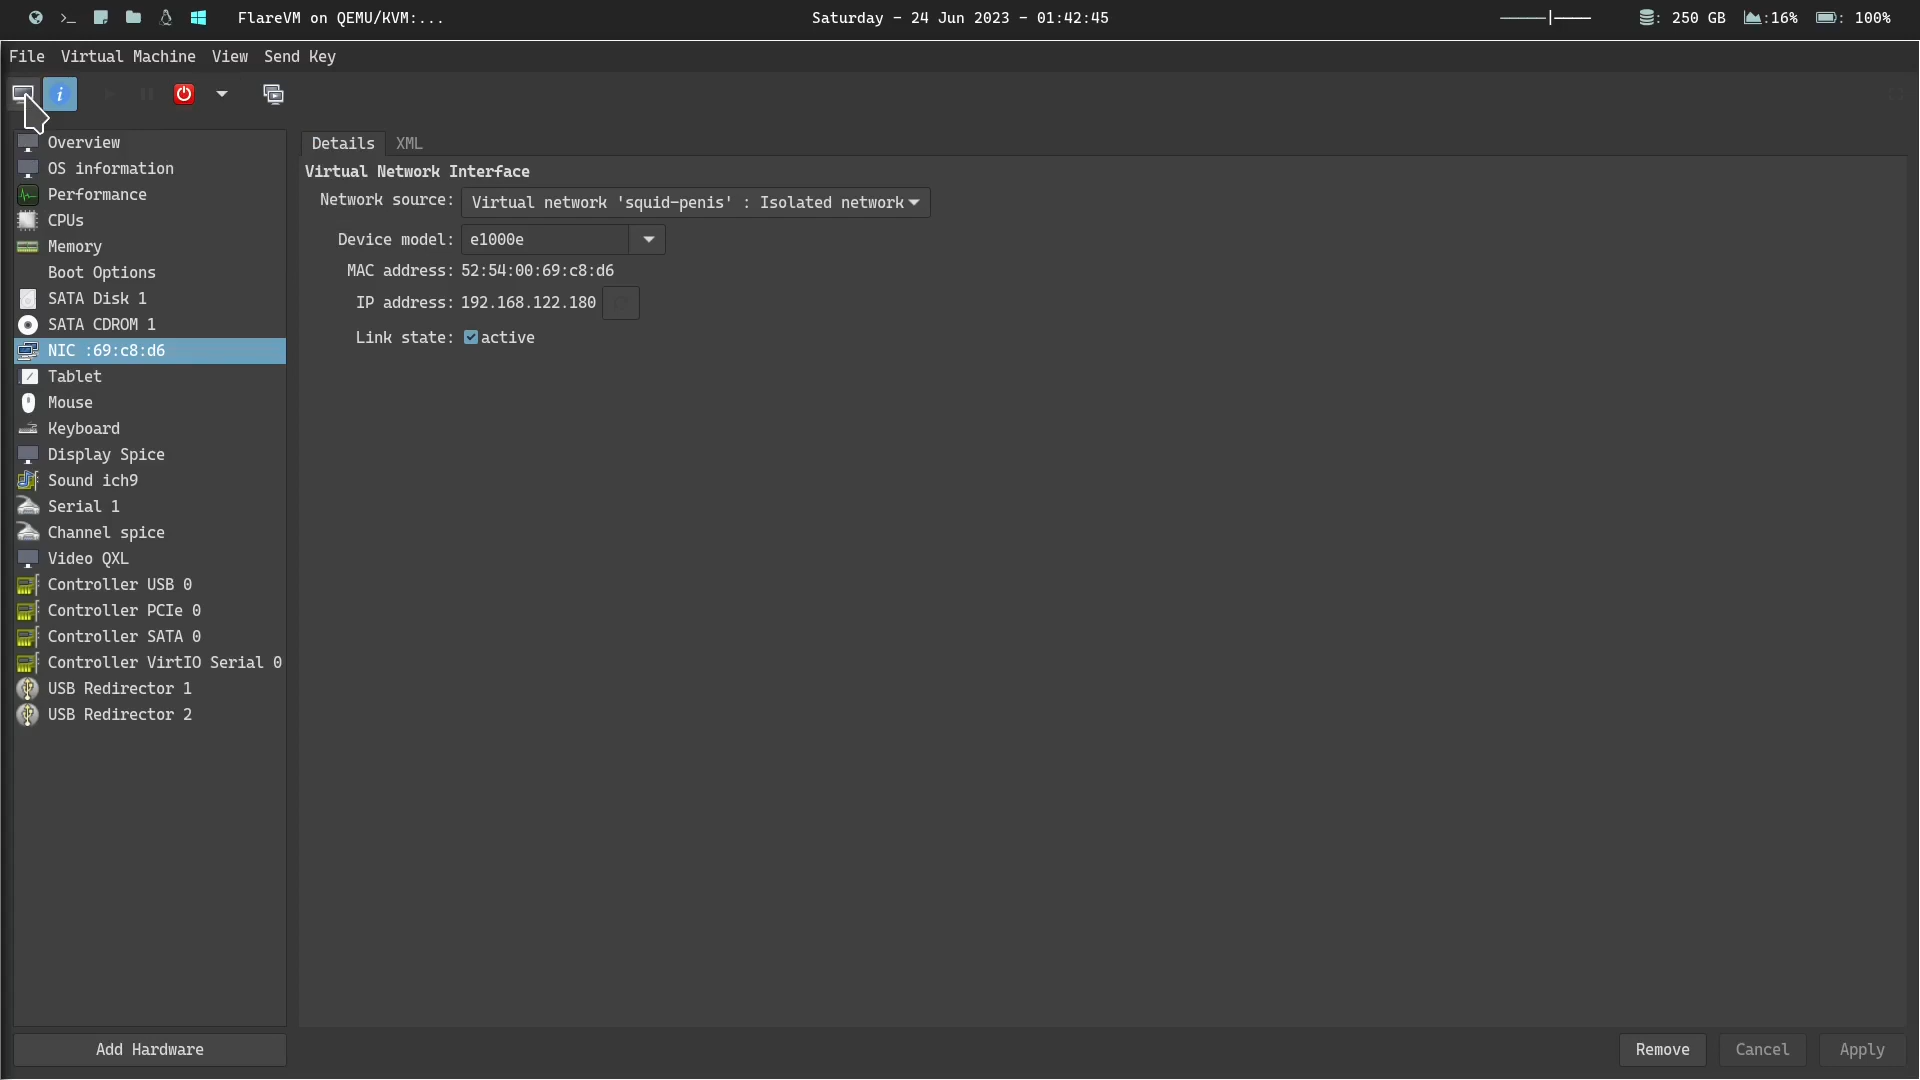 FlareVM on QEMU/KVM:...
Saturday - 24 Jun 2023 - 01:42:45
: 250 GB
:16%
: 100%
File Virtual Machine View Send Key
Overview
OS information
Performance
CPUs
Memory
Boot Options
SATA Disk 1
SATA CDROM 1
NIC :69:c8:d6
Tablet
Mouse
Keyboard
Display Spice
Sound ich9
Serial 1
Channel spice
Video QXL
Controller USB 0
Controller PCIe 0
Controller SATA 0
Controller VirtIO Serial 0
USB Redirector 1
USB Redirector 2
Add Hardware
Details XML
Virtual Network Interface
Network source: Virtual network 'squid-penis' : Isolated network
Device model: e1000e
MAC address: 52:54:00:69:c8:d6
IP address: 192.168.122.180
Link state: active
Remove Cancel Apply